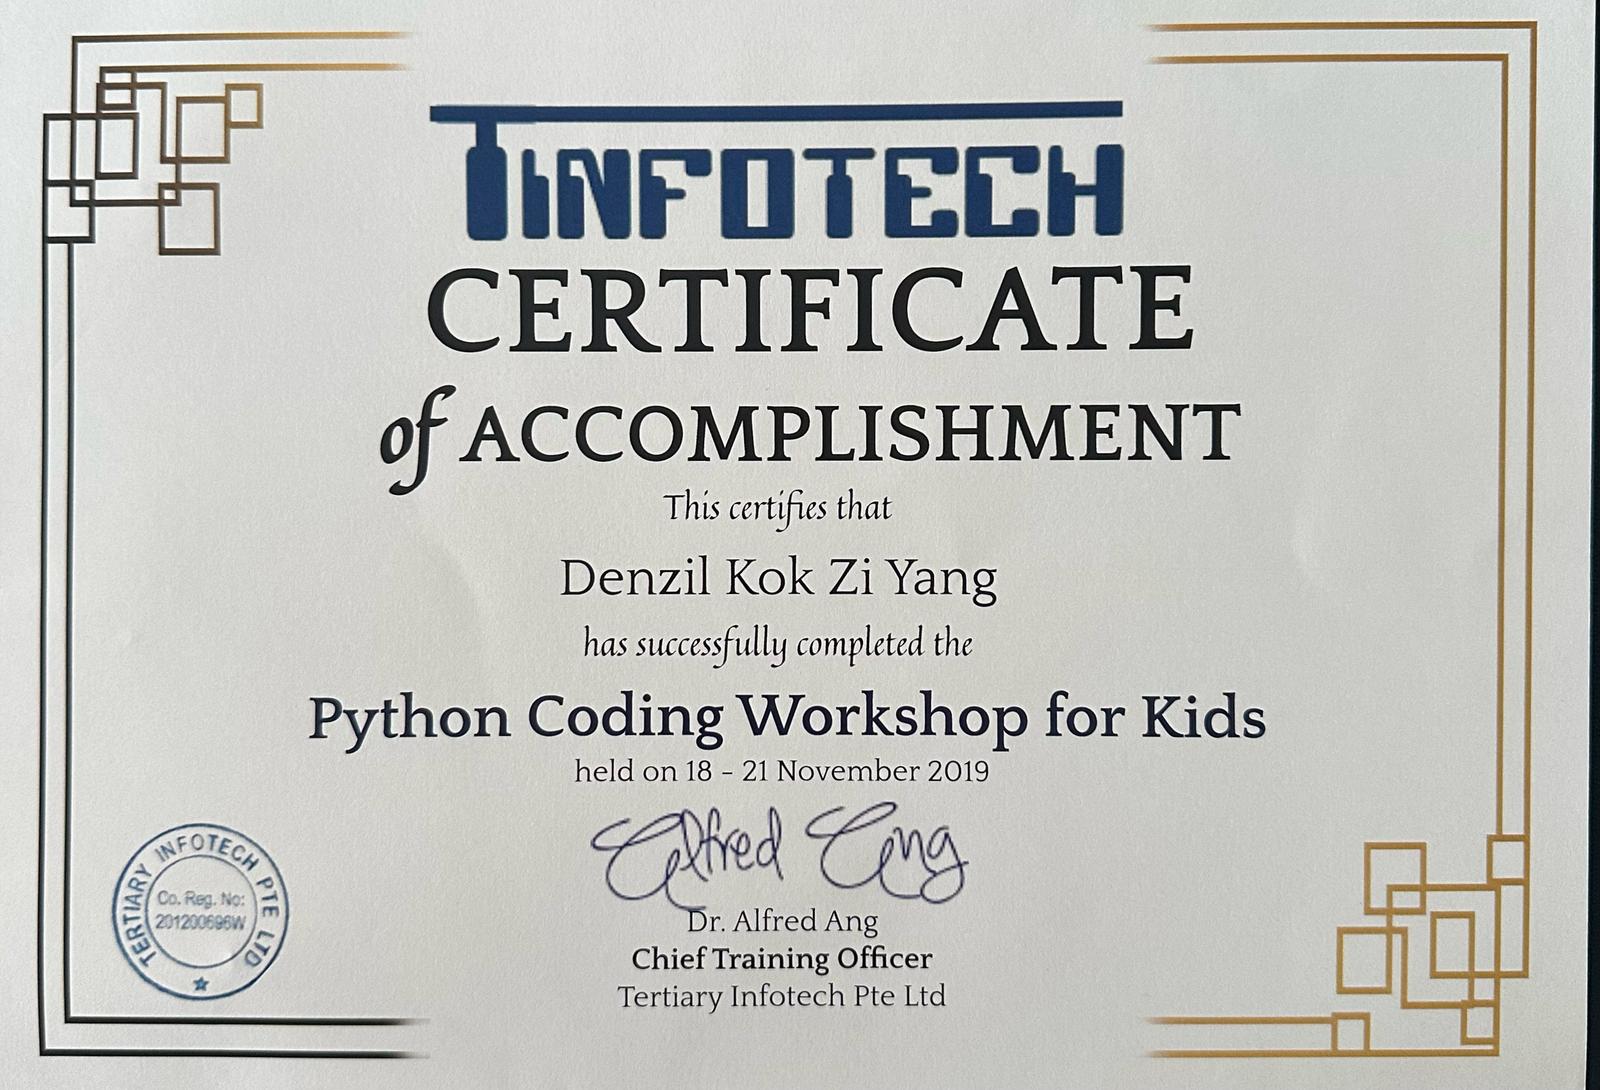 TINFOTECH
CERTIFICATE
of ACCOMPLISHMENT
This certifies that
Denzil Kok Zi Yang
has successfully completed the
Python Coding Workshop for Kids
held on 18 - 21 November 2019
Alfred Ang
Dr. Alfred Ang
Chief Training Officer
Tertiary Infotech Pte Ltd
TERTIARY INFOTECH PTE LTD
Co. Reg. No:
201200696W